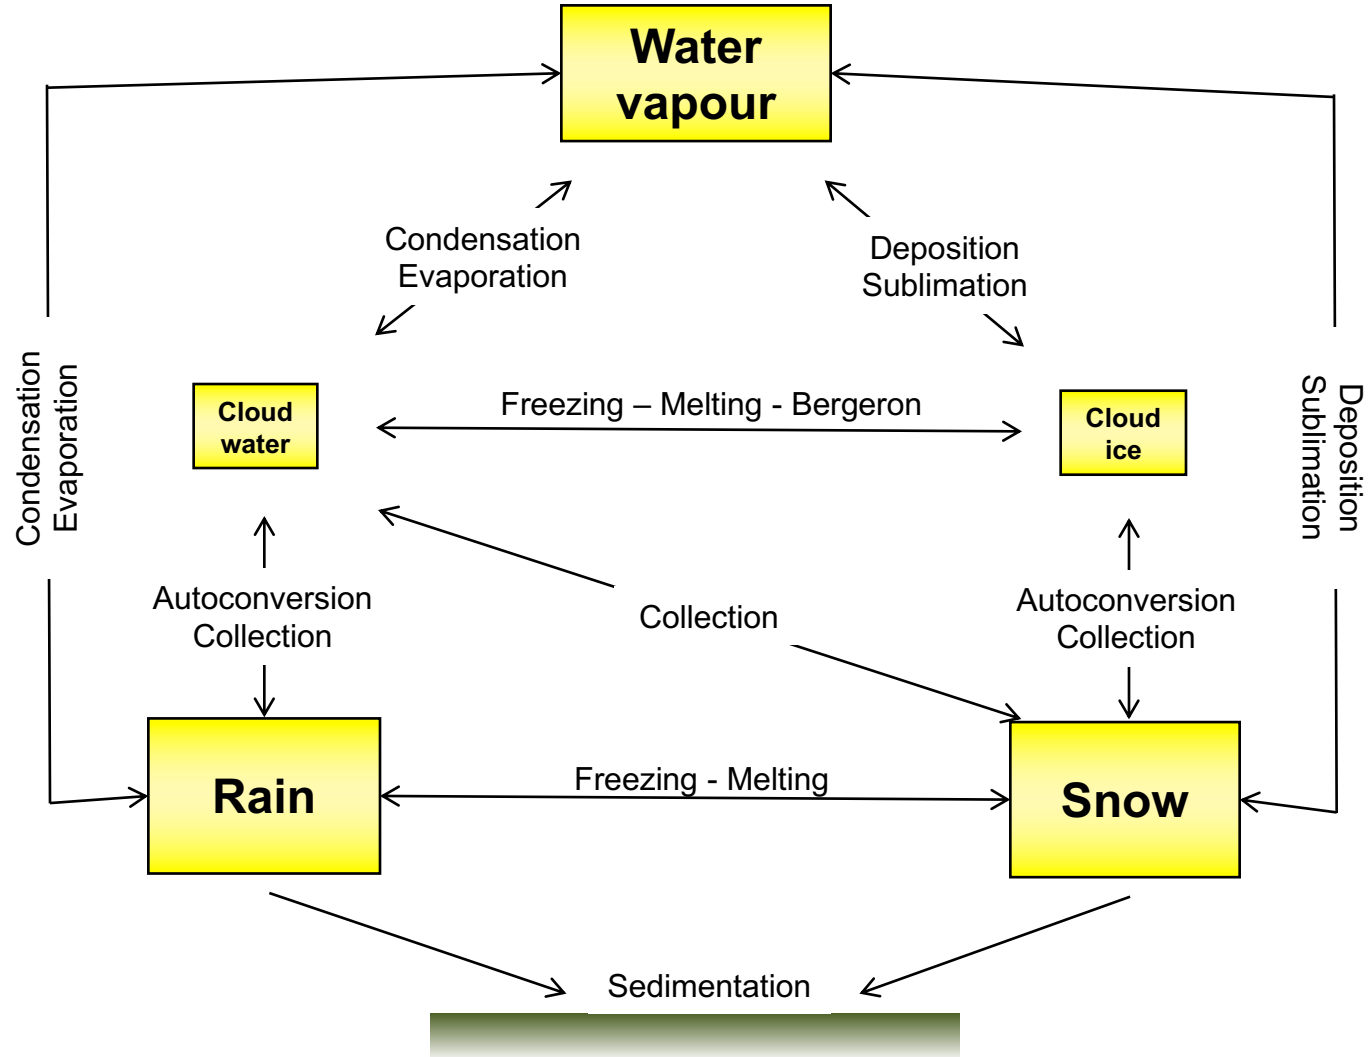 Water
vapour
Condensation
Evaporation
Deposition
Sublimation
Condensation
Evaporation
Cloud
water
Freezing – Melting - Bergeron
Cloud
ice
Deposition
Sublimation
Autoconversion
Collection
Collection
Autoconversion
Collection
Rain
Freezing - Melting
Snow
Sedimentation